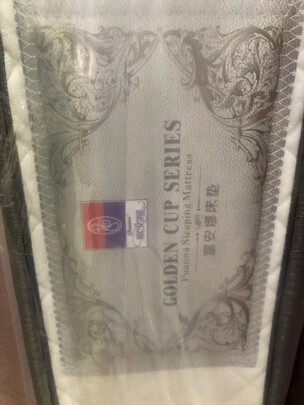 GOLDEN CUP SERIES
Fuanna Sleeping Mattress
富安娜床垫